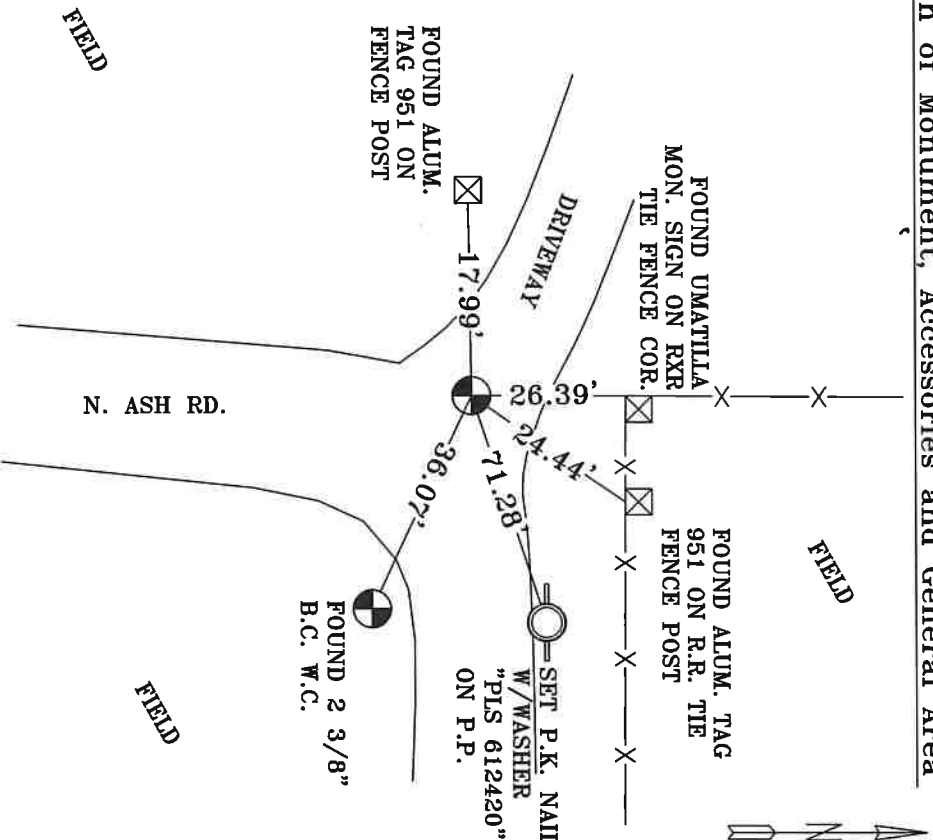 n of Monument, Accessories and General Area
FIELD
FOUND ALUM.
TAG 951 ON
FENCE POST
FOUND UMATILLA
MON. SIGN ON RXR
TIE FENCE COR.
DRIVEWAY
17.99'
26.39'
24.44'
71.28'
36.07'
N. ASH RD.
FIELD
FOUND ALUM. TAG
951 ON R.R. TIE
FENCE POST
SET P.K. NAIL
W/WASHER
"PLS 612420"
ON P.P.
FOUND 2 3/8"
B.C. W.C.
FIELD
N